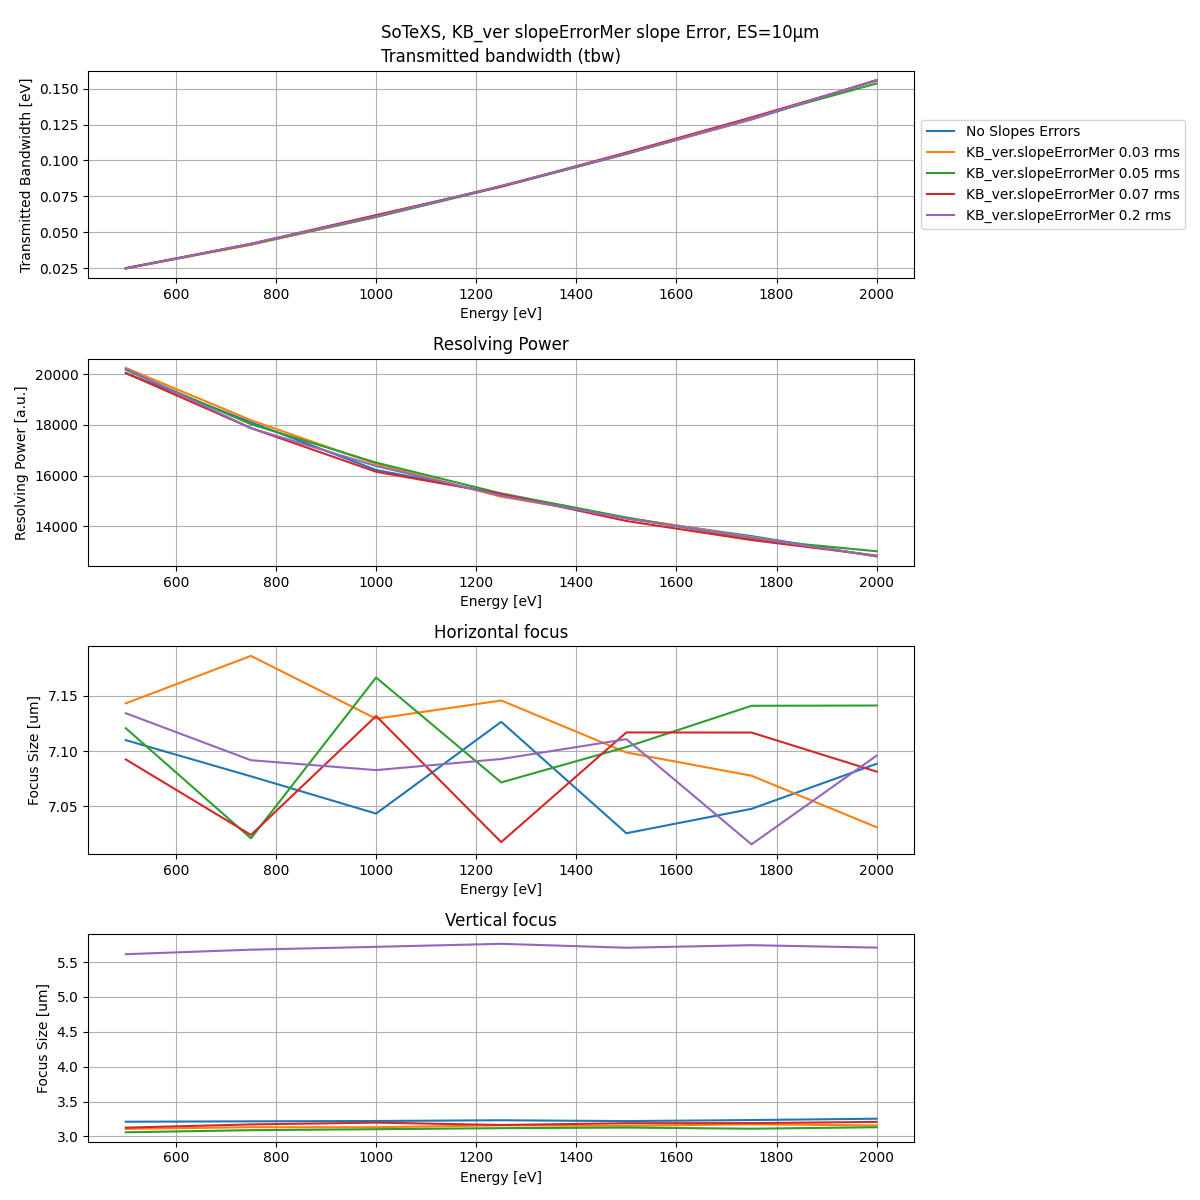 SoTeXS, KB_ver slopeErrorMer slope Error, ES=10μm
Transmitted bandwidth (tbw)
Transmitted Bandwidth [eV]
0.150
0.125
0.100
0.075
0.050
0.025
600 800 1000 1200 1400 1600 1800 2000
Energy [eV]
No Slopes Errors
KB_ver.slopeErrorMer 0.03 rms
KB_ver.slopeErrorMer 0.05 rms
KB_ver.slopeErrorMer 0.07 rms
KB_ver.slopeErrorMer 0.2 rms
Resolving Power
Resolving Power [a.u.]
20000
18000
16000
14000
600 800 1000 1200 1400 1600 1800 2000
Energy [eV]
Horizontal focus
Focus Size [um]
7.15
7.10
7.05
600 800 1000 1200 1400 1600 1800 2000
Energy [eV]
Vertical focus
Focus Size [um]
5.5
5.0
4.5
4.0
3.5
3.0
600 800 1000 1200 1400 1600 1800 2000
Energy [eV]